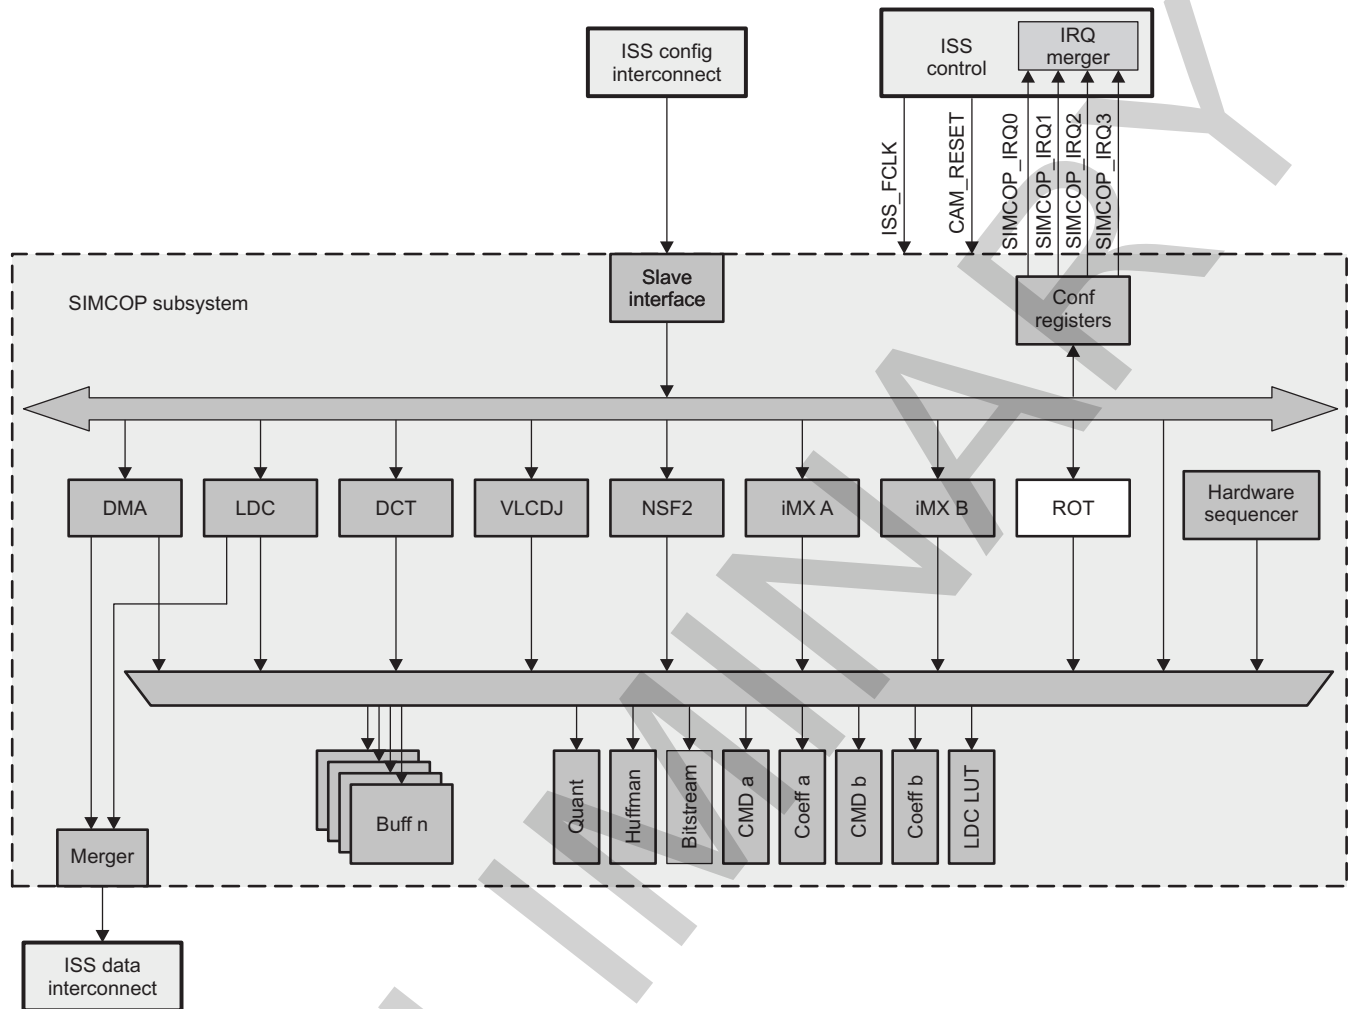 ISS config
interconnect
ISS
control
IRQ
merger
ISS_FCLK
CAM_RESET
SIMCOP_IRQ0
SIMCOP_IRQ1
SIMCOP_IRQ2
SIMCOP_IRQ3
SIMCOP subsystem
Slave
interface
Conf
registers
DMA
LDC
DCT
VLCDJ
NSF2
iMX A
iMX B
ROT
Hardware
sequencer
Buff n
Quant
Huffman
Bitstream
CMD a
Coeff a
CMD b
Coeff b
LDC LUT
Merger
ISS data
interconnect
IMINARY